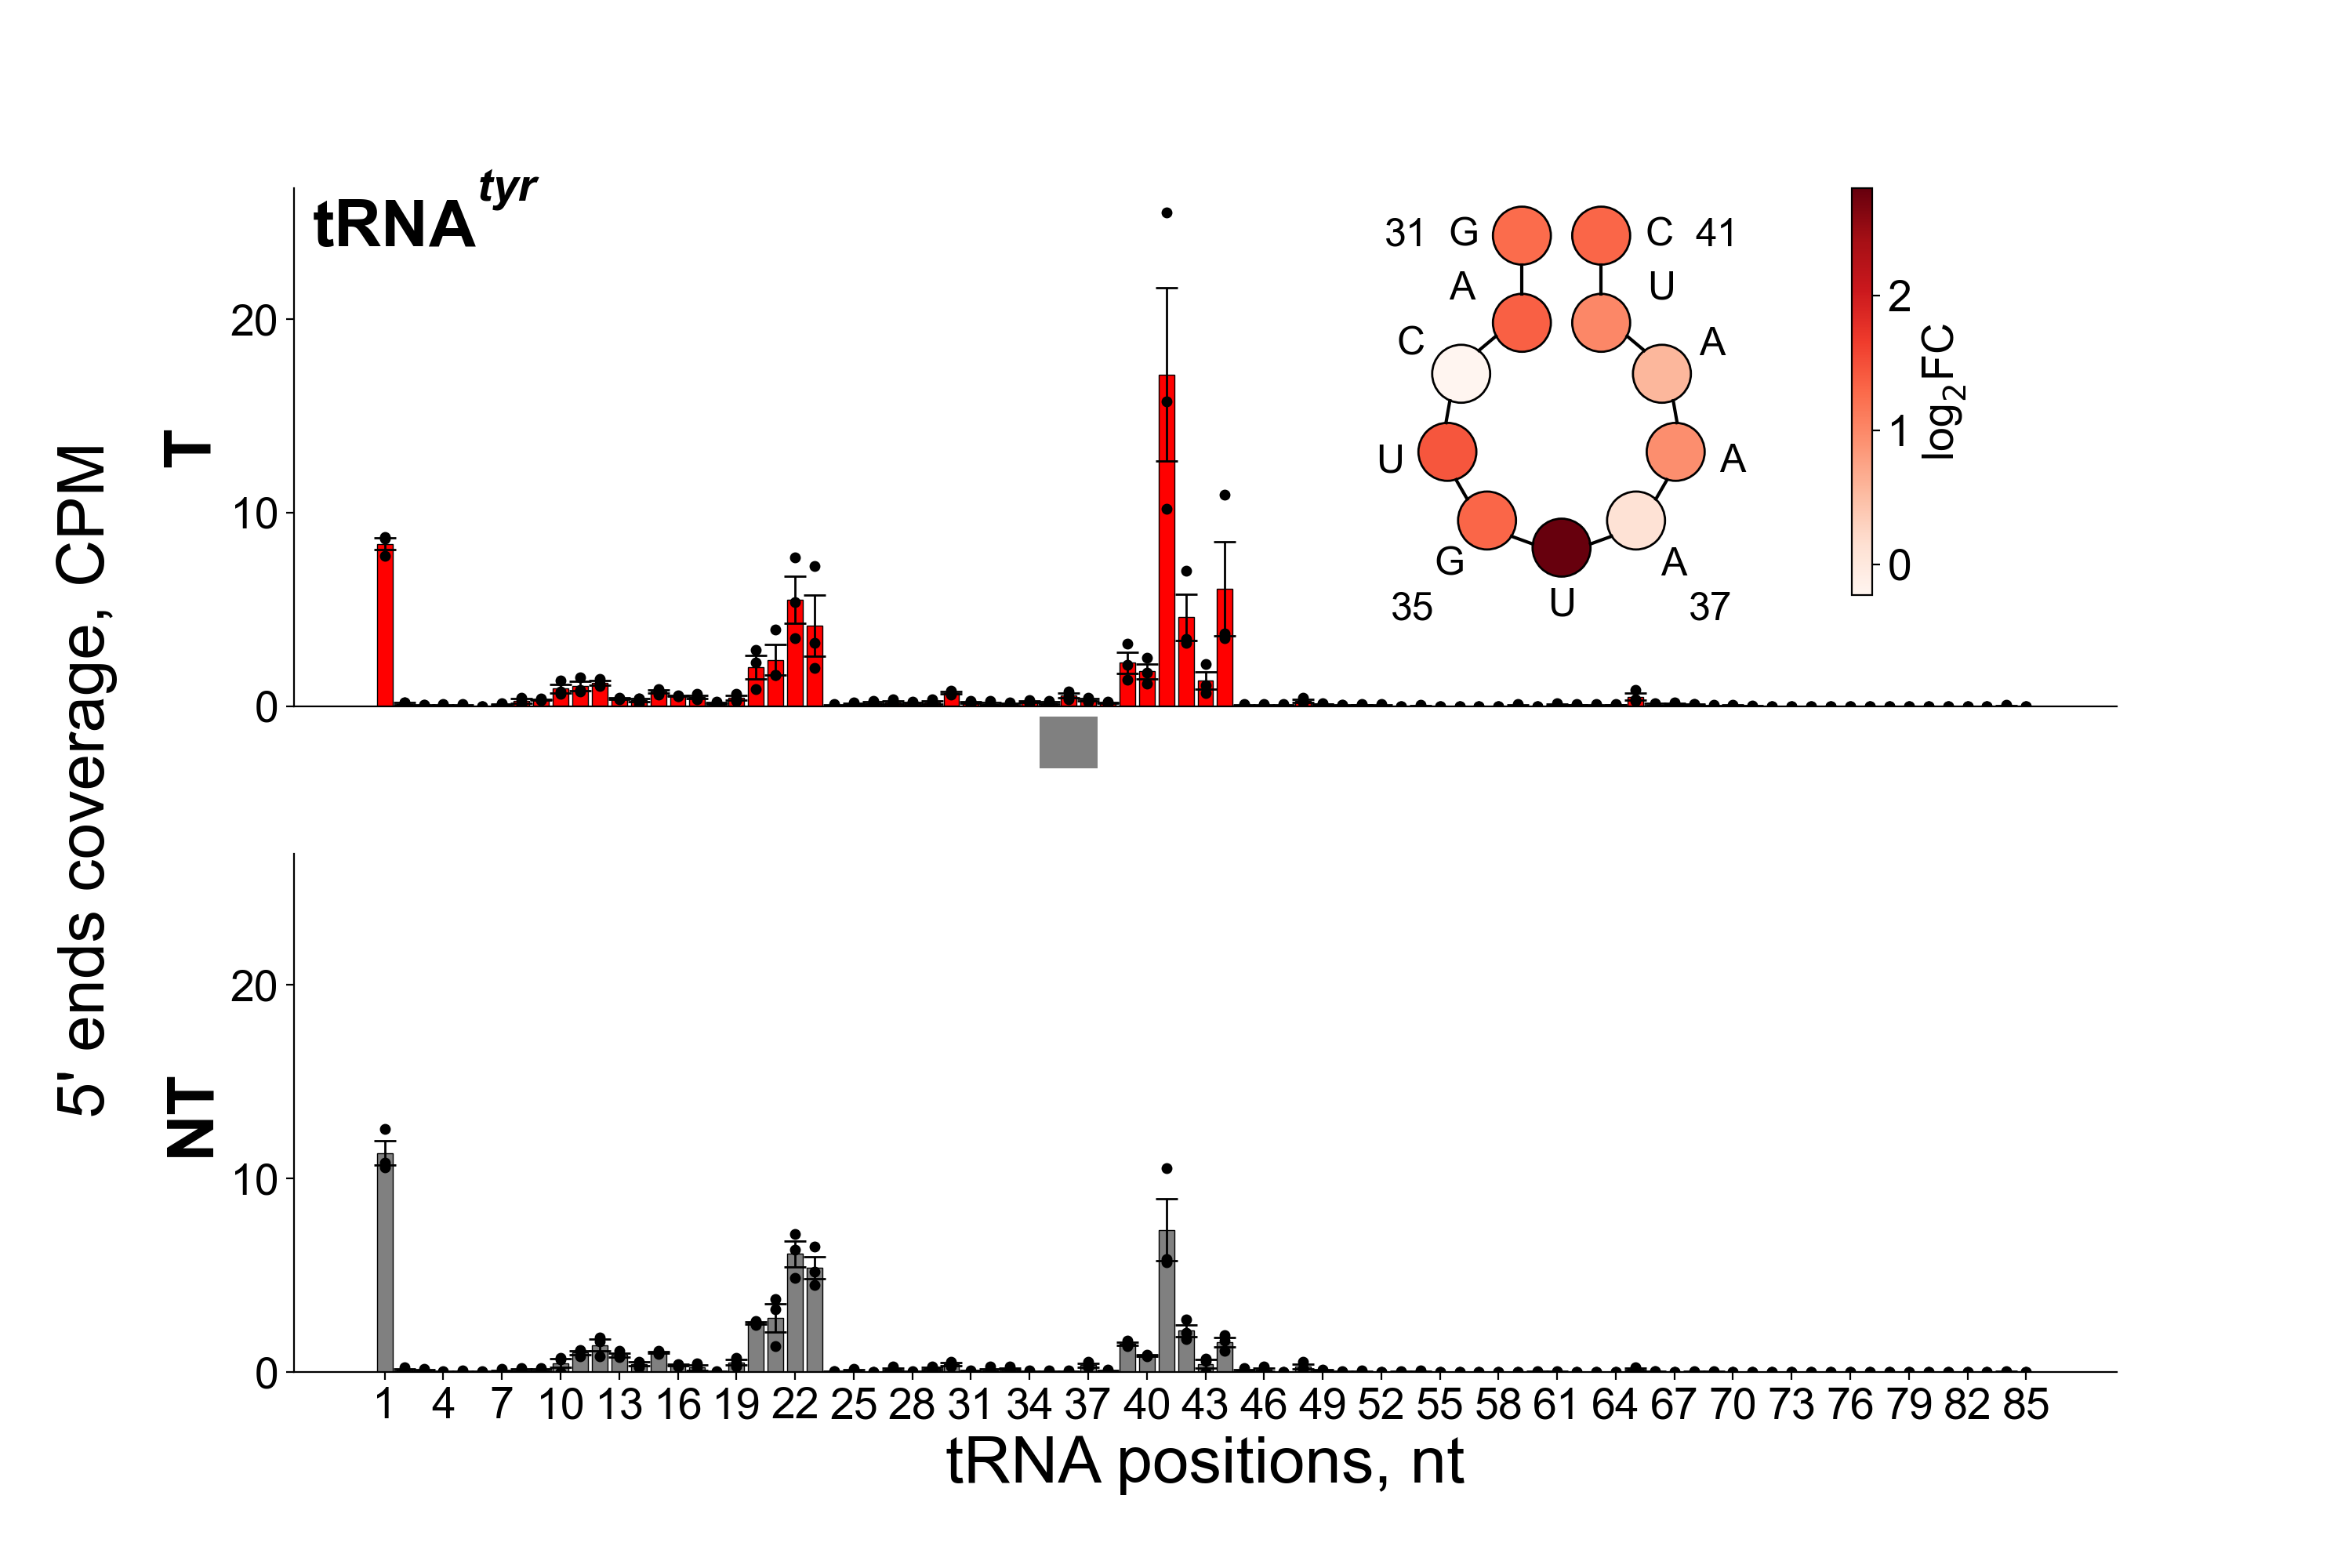 tRNA^tyr
5' ends coverage, CPM
T
20
10
0
31 G C 41
A U
C A
U A
G A
35 U 37
2
1
0
log₂FC
NT
20
10
0
1 4 7 10 13 16 19 22 25 28 31 34 37 40 43 46 49 52 55 58 61 64 67 70 73 76 79 82 85
tRNA positions, nt